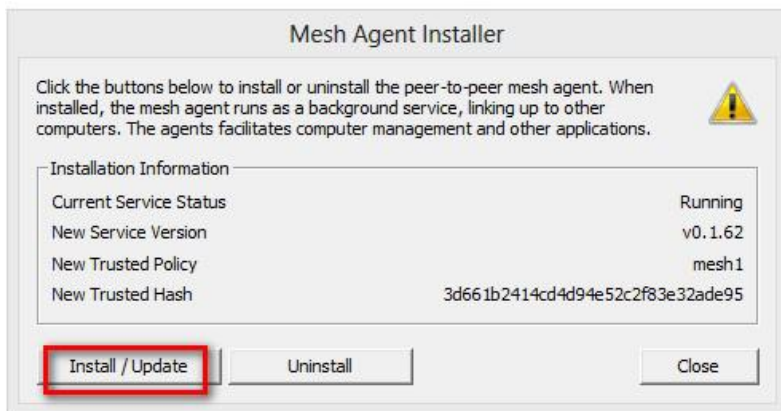 Mesh Agent Installer
Click the buttons below to install or uninstall the peer-to-peer mesh agent. When
installed, the mesh agent runs as a background service, linking up to other
computers. The agents facilitates computer management and other applications.
Installation Information
Current Service Status Running
New Service Version v0.1.62
New Trusted Policy mesh1
New Trusted Hash 3d661b2414cd4d94e52c2f83e32ade95
Install / Update Uninstall Close